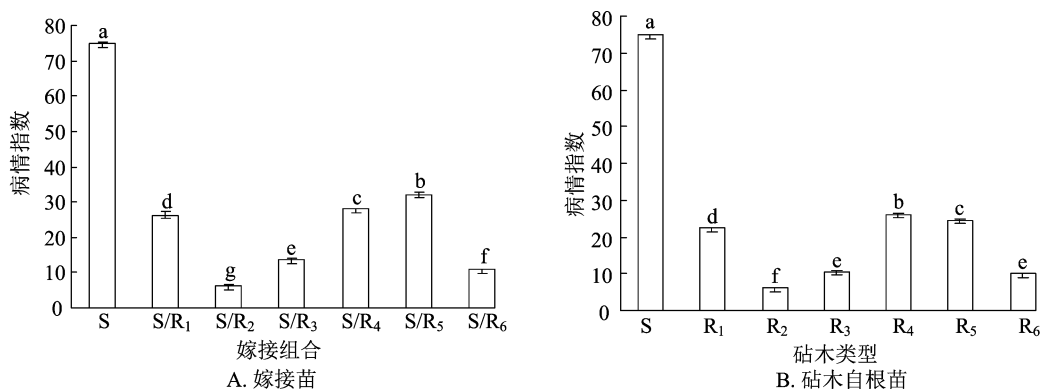 80
70
60
50
40
30
20
10
0
病情指数
a
d
g
e
c
b
f
S
S/R₁
S/R₂
S/R₃
S/R₄
S/R₅
S/R₆
嫁接组合
A. 嫁接苗
80
70
60
50
40
30
20
10
0
病情指数
a
d
f
e
b
c
e
S
R₁
R₂
R₃
R₄
R₅
R₆
砧木类型
B. 砧木自根苗